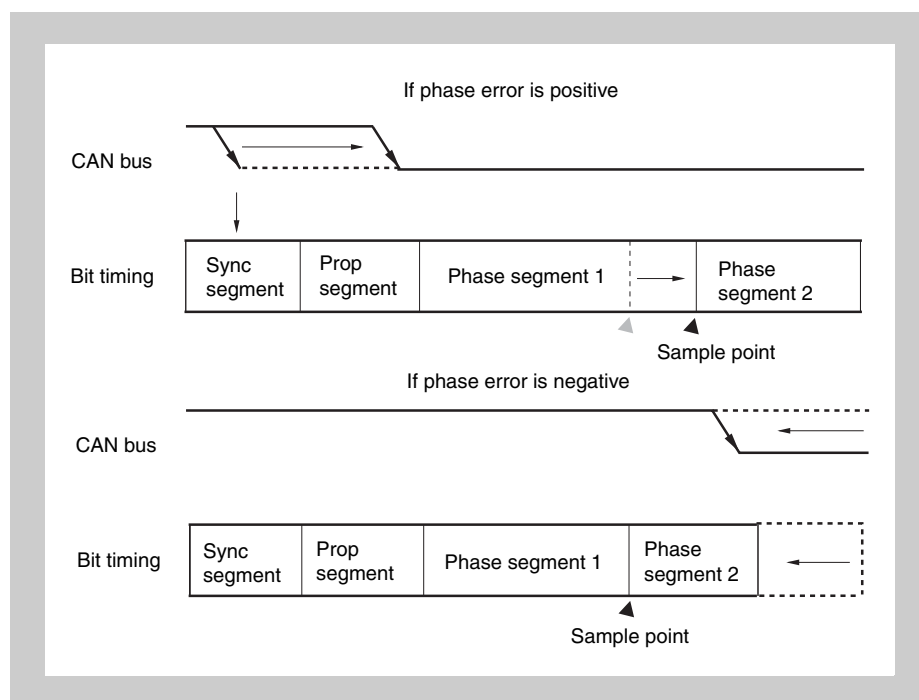 If phase error is positive
CAN bus
Bit timing
Sync
segment
Prop
segment
Phase segment 1
Phase
segment 2
Sample point
If phase error is negative
CAN bus
Bit timing
Sync
segment
Prop
segment
Phase segment 1
Phase
segment 2
Sample point